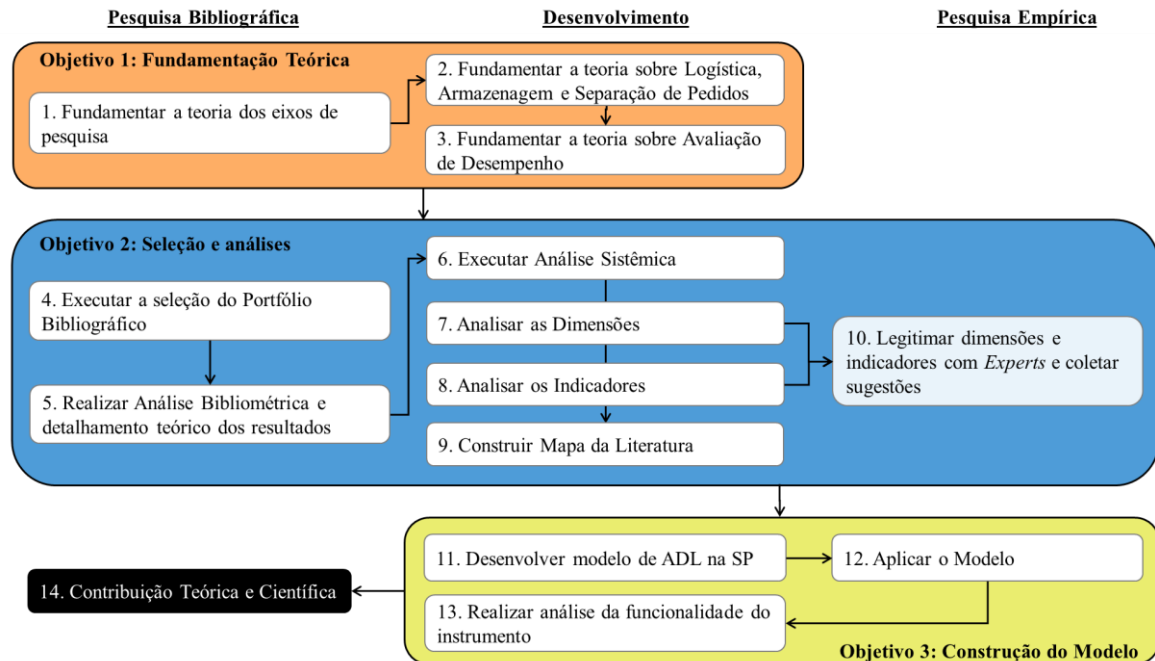 Pesquisa Bibliográfica
Desenvolvimento
Pesquisa Empírica
Objetivo 1: Fundamentação Teórica
1. Fundamentar a teoria dos eixos de
pesquisa
2. Fundamentar a teoria sobre Logística,
Armazenagem e Separação de Pedidos
3. Fundamentar a teoria sobre Avaliação
de Desempenho
Objetivo 2: Seleção e análises
4. Executar a seleção do Portfólio
Bibliográfico
5. Realizar Análise Bibliométrica e
detalhamento teórico dos resultados
6. Executar Análise Sistêmica
7. Analisar as Dimensões
8. Analisar os Indicadores
9. Construir Mapa da Literatura
10. Legitimar dimensões e
indicadores com Experts e coletar
sugestões
11. Desenvolver modelo de ADL na SP
12. Aplicar o Modelo
13. Realizar análise da funcionalidade do
instrumento
Objetivo 3: Construção do Modelo
14. Contribuição Teórica e Científica